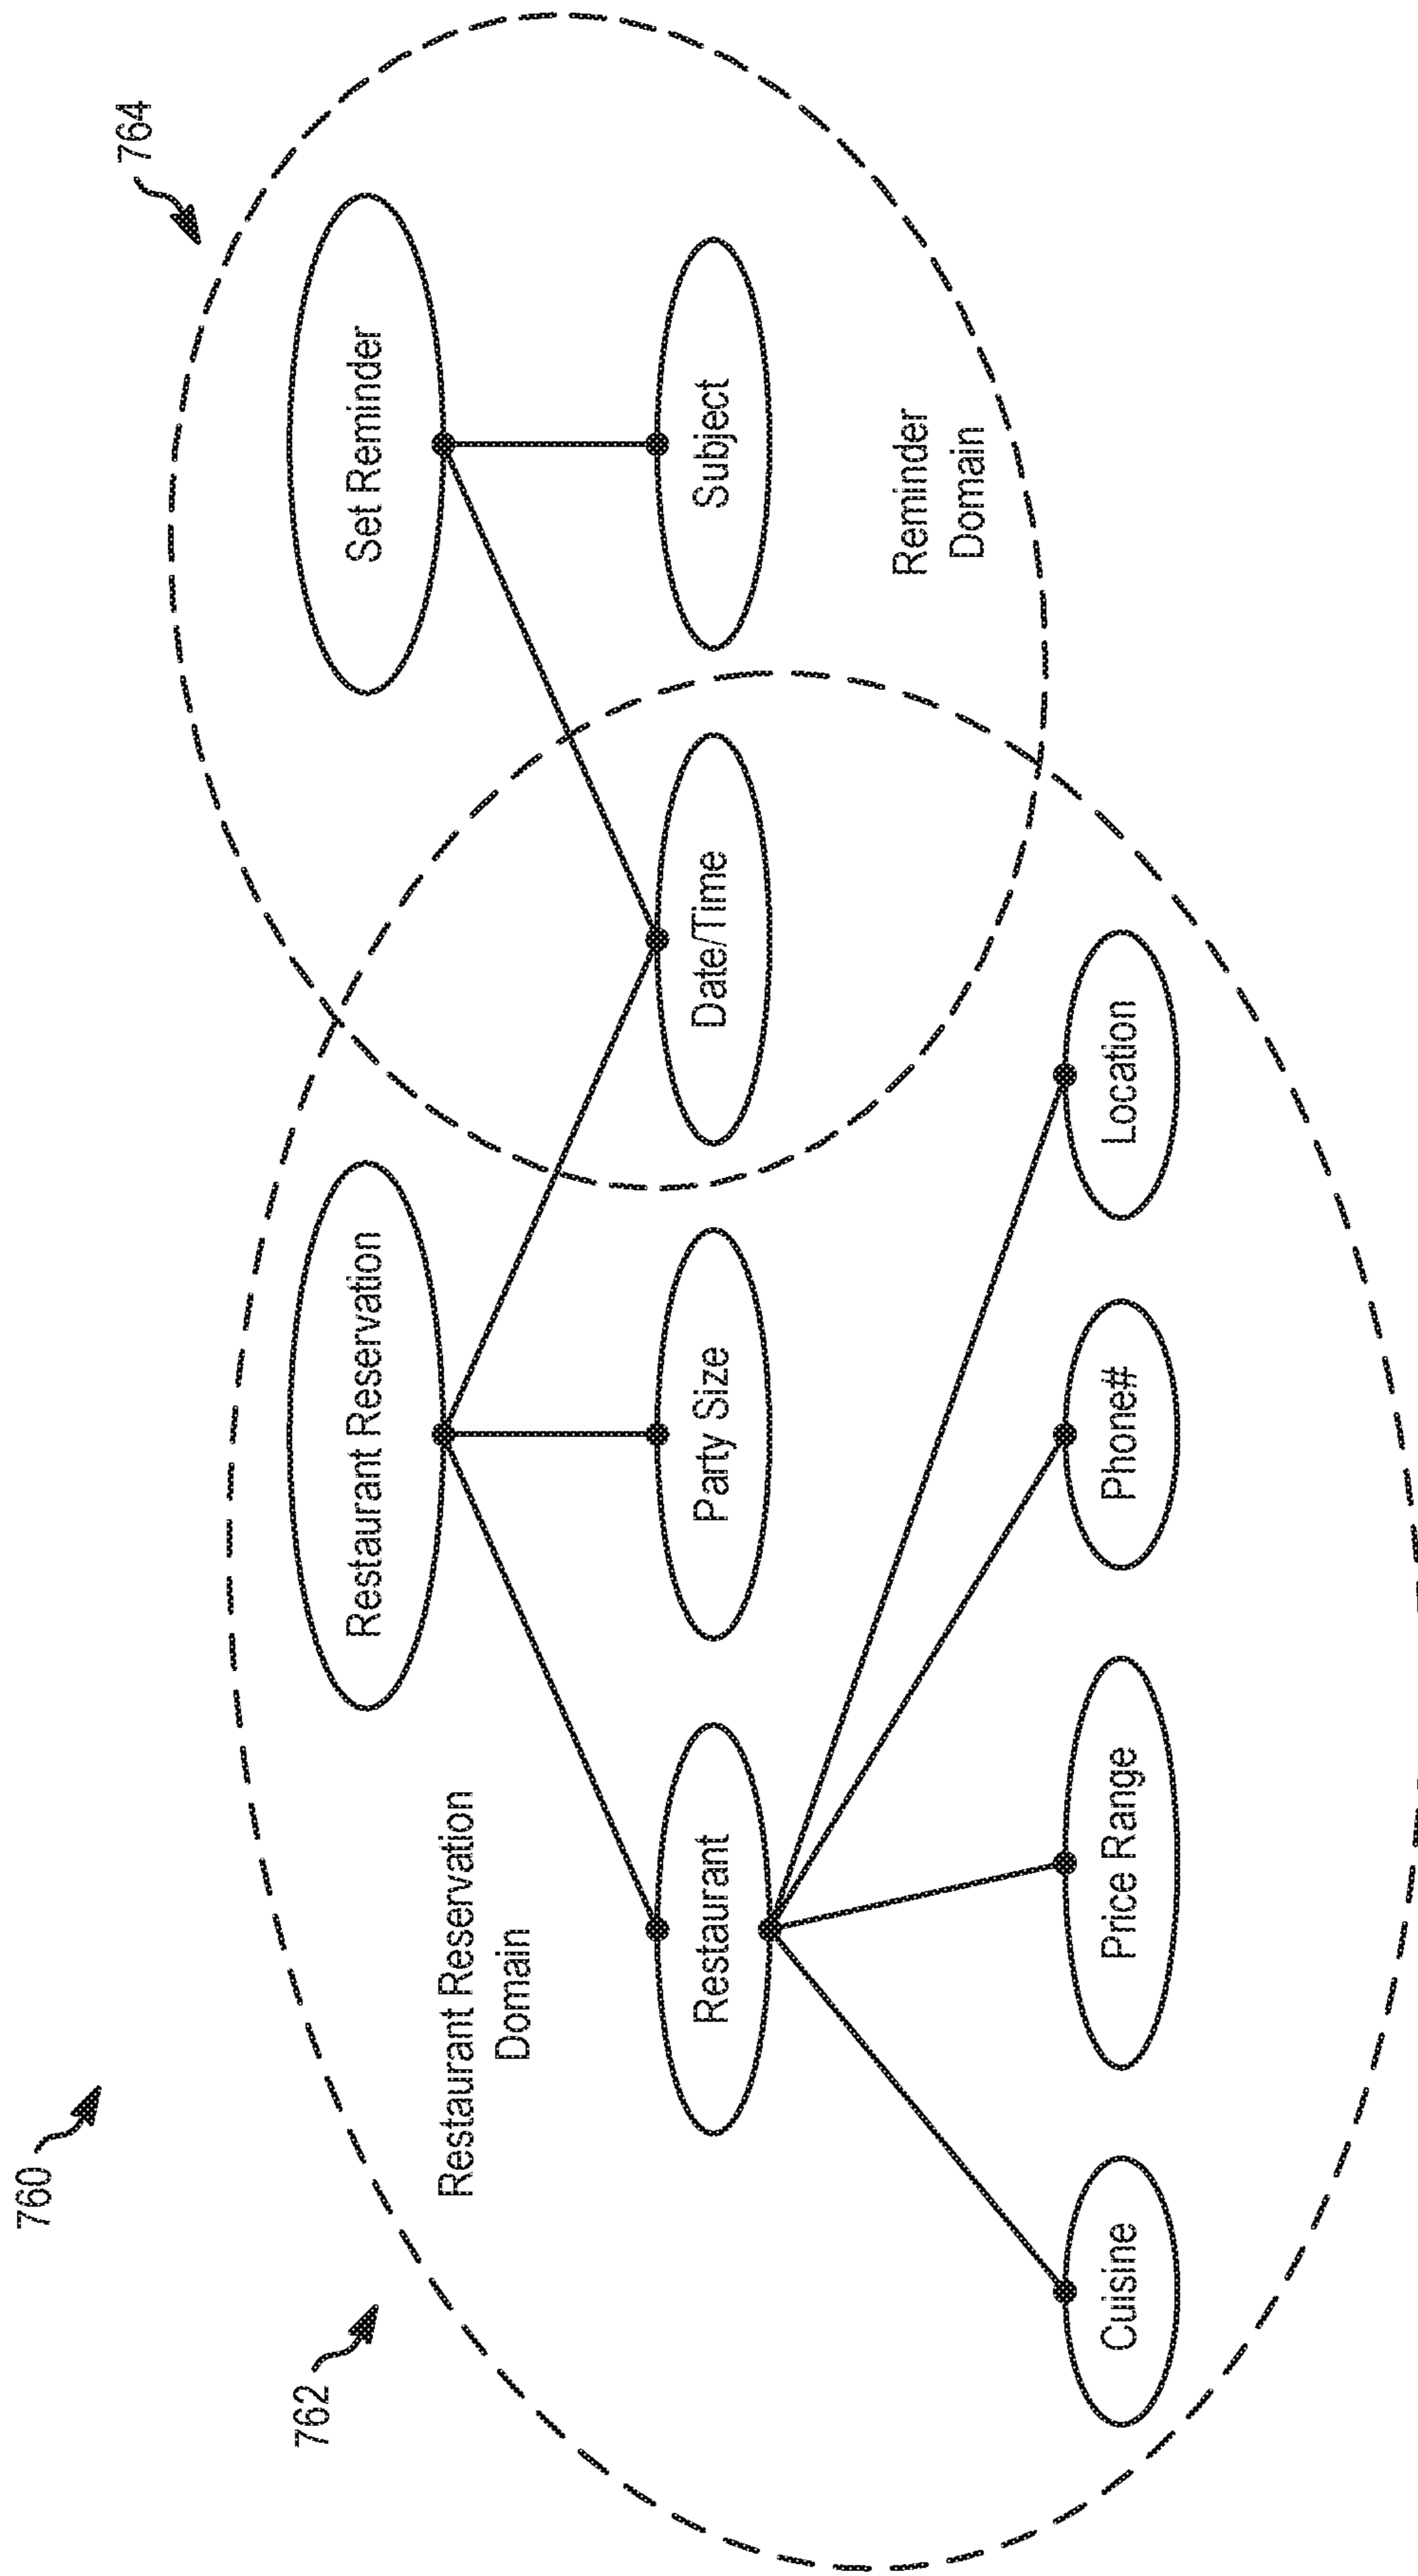 760
762
764
Restaurant Reservation
Set Reminder
Restaurant Reservation
Domain
Restaurant
Party Size
Date/Time
Subject
Reminder
Domain
Cuisine
Price Range
Phone#
Location